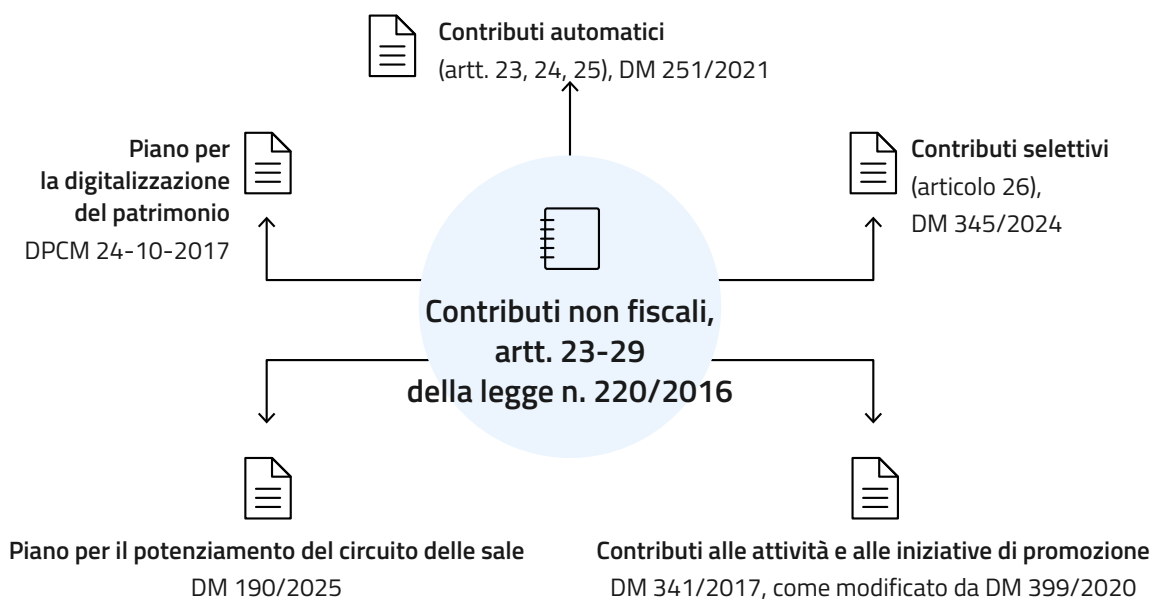 Contributi automatici
(artt. 23, 24, 25), DM 251/2021
Piano per
la digitalizzazione
del patrimonio
DPCM 24-10-2017
Contributi selettivi
(articolo 26),
DM 345/2024
Contributi non fiscali,
artt. 23-29
della legge n. 220/2016
Piano per il potenziamento del circuito delle sale
DM 190/2025
Contributi alle attività e alle iniziative di promozione
DM 341/2017, come modificato da DM 399/2020